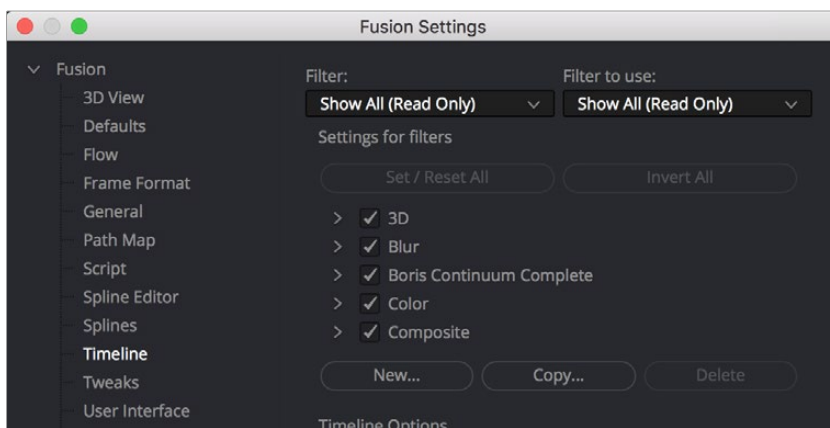 Fusion Settings
Fusion
3D View
Defaults
Flow
Frame Format
General
Path Map
Script
Spline Editor
Splines
Timeline
Tweaks
User Interface
Filter:
Filter to use:
Show All (Read Only)
Show All (Read Only)
Settings for filters
Set / Reset All
Invert All
3D
Blur
Boris Continuum Complete
Color
Composite
New...
Copy...
Delete
Timeline Options